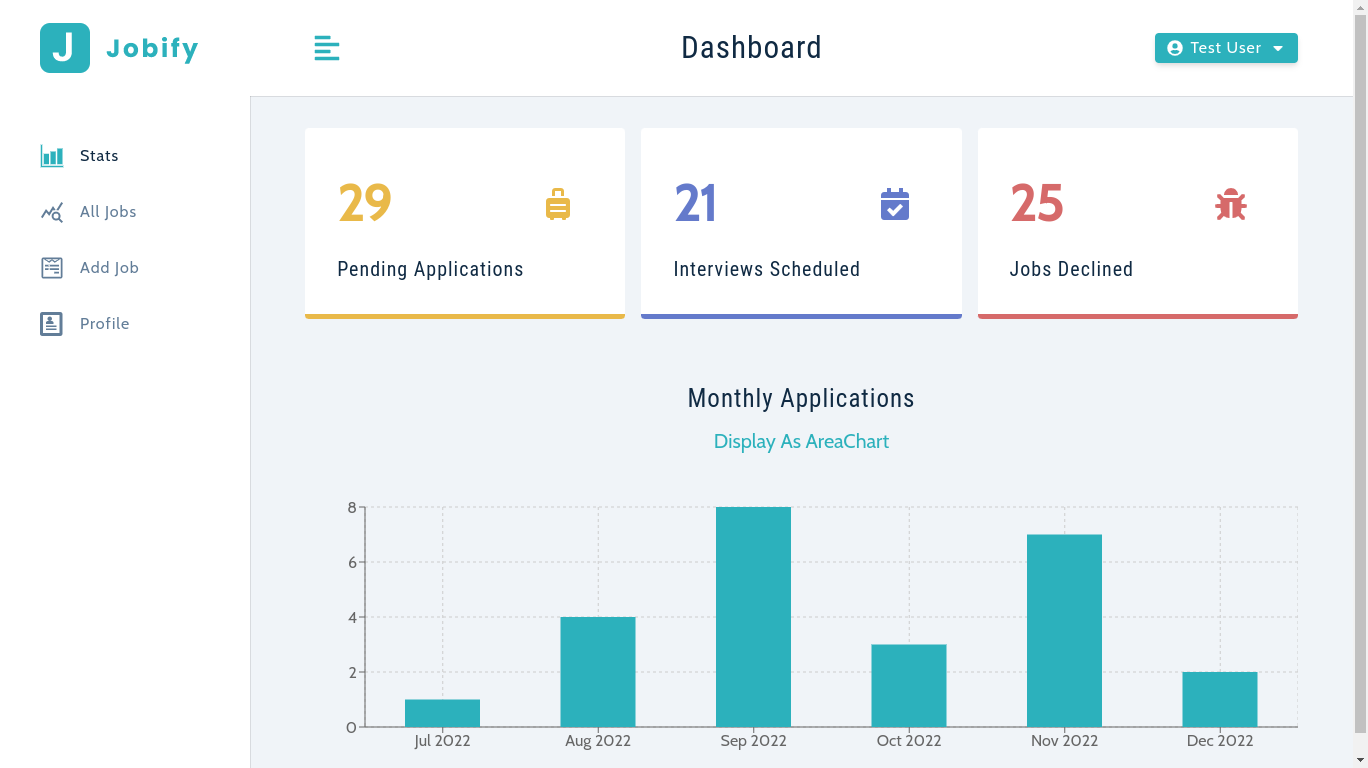 J Jobify
Dashboard
Test User
Stats
All Jobs
Add Job
Profile
29
Pending Applications
21
Interviews Scheduled
25
Jobs Declined
Monthly Applications
Display As AreaChart
8
6
4
2
0
Jul 2022 Aug 2022 Sep 2022 Oct 2022 Nov 2022 Dec 2022